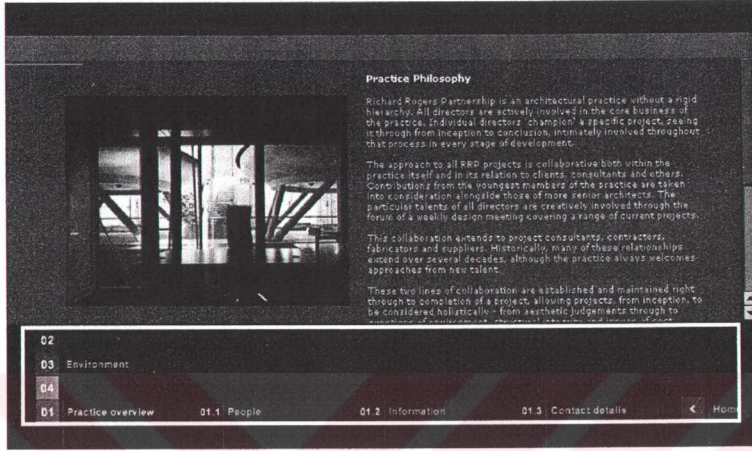 Practice Philosophy
Richard Rogers Partnership is an architectural practice without a rigid
hierarchy. All directors are actively involved in the core business of
the practice. Individual directors 'champion' a specific project, seeing
it through from inception to conclusion, intimately involved throughout
that process in every stage of development.
The approach to all RRP projects is collaborative both within the
practice itself and in its relation to clients, consultants and others.
Contributions from the youngest members of the practice are taken
into consideration alongside those of more senior architects. The
particular talents of all directors are creatively involved through the
forum of a weekly design meeting covering a range of current projects.
This collaboration extends to project consultants, contractors,
fabricators and suppliers. Historically, many of these relationships
extend over several decades, although the practice always welcomes
approaches from new talent.
These two lines of collaboration are established and maintained right
through to completion of a project, allowing projects, from inception, to
be considered holistically - from aesthetic judgements through to
questions of environment, structural integrity and issues of cost
02
03 Environment
04
01 Practice overview 01.1 People 01.2 Information 01.3 Contact details < Home